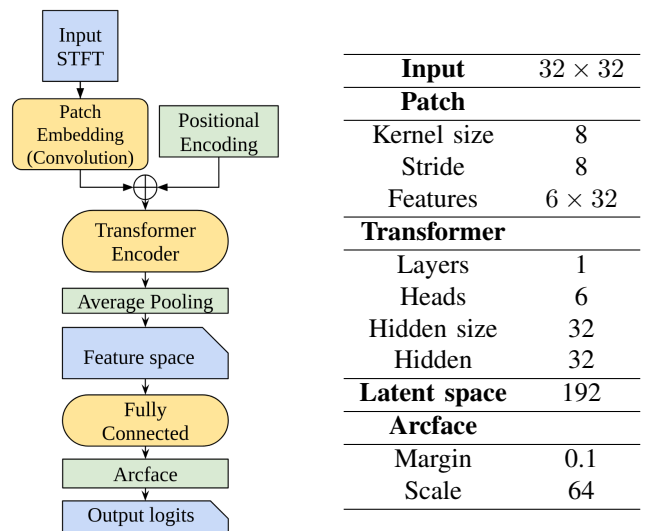 Input
STFT
Patch
Embedding
(Convolution)
Positional
Encoding
Transformer
Encoder
Average Pooling
Feature space
Fully
Connected
Arcface
Output logits
Input 32 × 32
Patch
Kernel size 8
Stride 8
Features 6 × 32
Transformer
Layers 1
Heads 6
Hidden size 32
Hidden 32
Latent space 192
Arcface
Margin 0.1
Scale 64